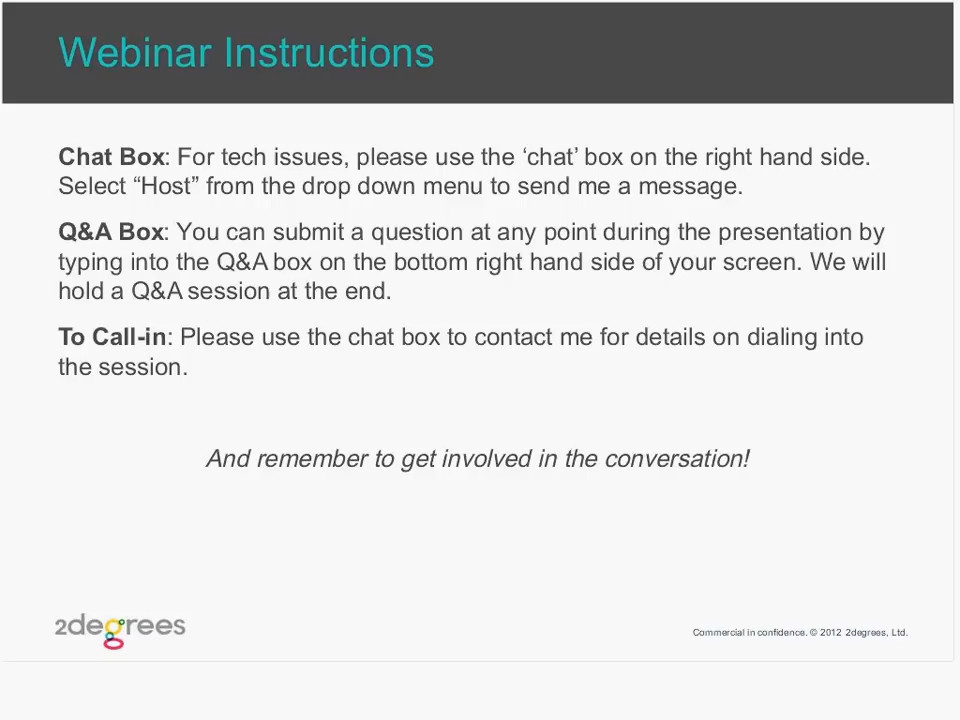 Webinar Instructions
Chat Box: For tech issues, please use the ‘chat’ box on the right hand side.
Select “Host” from the drop down menu to send me a message.
Q&A Box: You can submit a question at any point during the presentation by
typing into the Q&A box on the bottom right hand side of your screen. We will
hold a Q&A session at the end.
To Call-in: Please use the chat box to contact me for details on dialing into
the session.
And remember to get involved in the conversation!
2degrees
Commercial in confidence. © 2012 2degrees, Ltd.